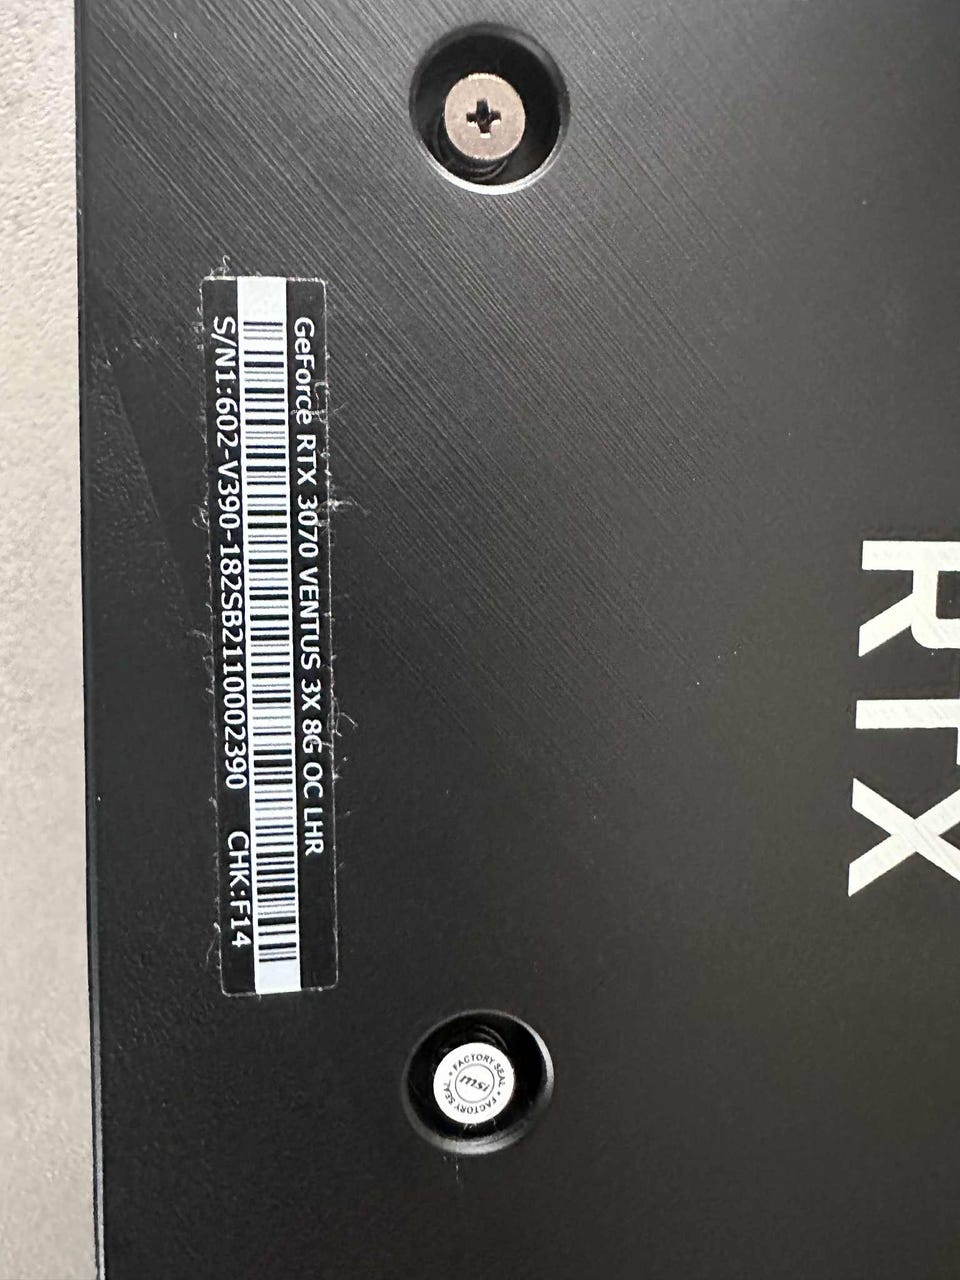 GeForce RTX 3070 VENTUS 3X 8G OC LHR
S/N1:602-V390-182SB2110002390 CHK:F14
RTX
FACTORY SEAL • FACTORY SEAL •
msi